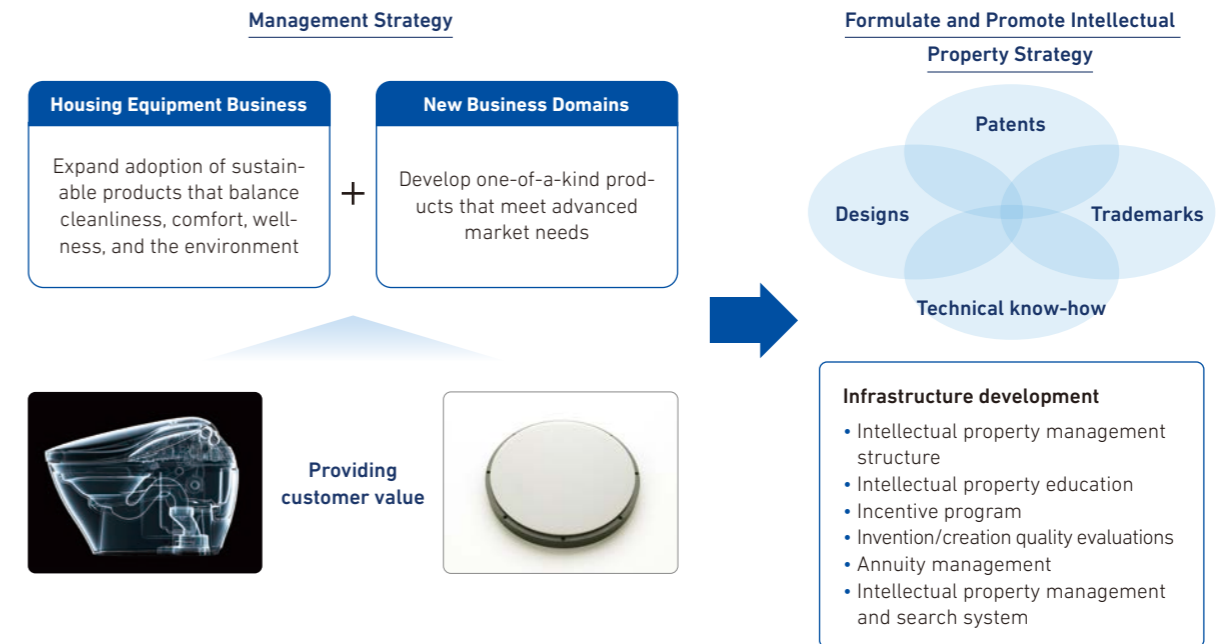 Management Strategy
Housing Equipment Business
Expand adoption of sustain-
able products that balance
cleanliness, comfort, well-
ness, and the environment
+
New Business Domains
Develop one-of-a-kind prod-
ucts that meet advanced
market needs
Providing
customer value
Formulate and Promote Intellectual
Property Strategy
Patents
Designs
Trademarks
Technical know-how
Infrastructure development
• Intellectual property management
structure
• Intellectual property education
• Incentive program
• Invention/creation quality evaluations
• Annuity management
• Intellectual property management
and search system